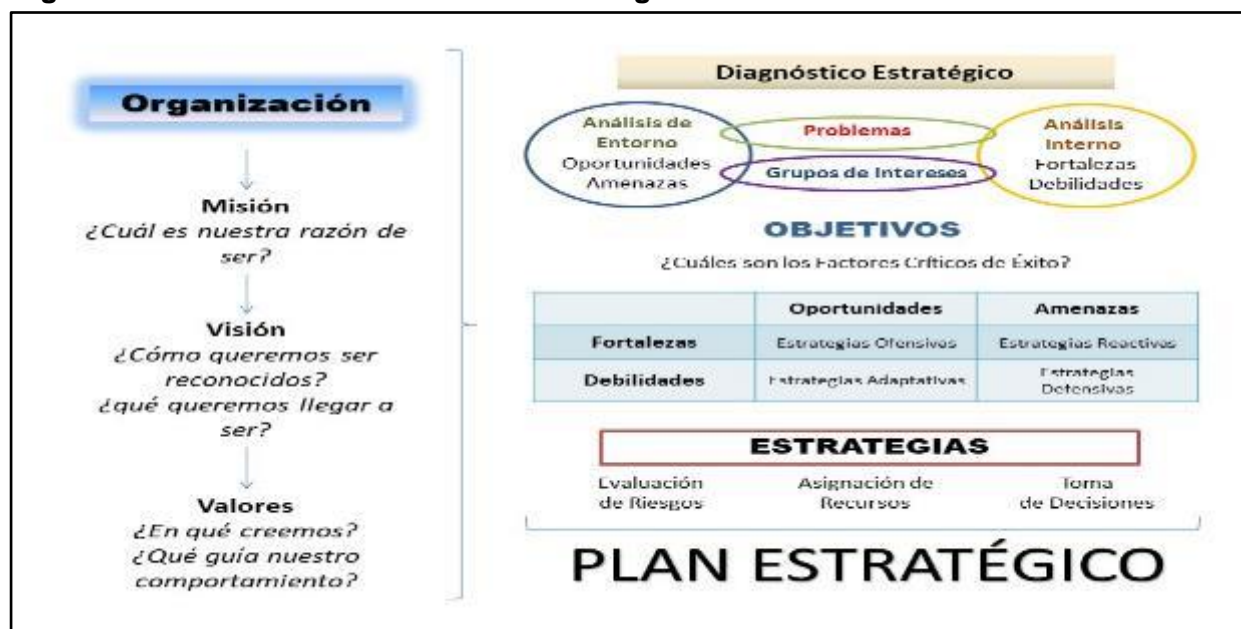 Organización
Misión
¿Cuál es nuestra razón de
ser?
Visión
¿Cómo queremos ser
reconocidos?
¿qué queremos llegar a
ser?
Valores
¿En qué creemos?
¿Qué guía nuestro
comportamiento?
Diagnóstico Estratégico
Análisis de
Entorno
Oportunidades
Amenazas
Problemas
Grupos de Intereses
Análisis
Interno
Fortalezas
Debilidades
OBJETIVOS
¿Cuáles son los Factores Críticos de Éxito?
Oportunidades Amenazas
Fortalezas Estrategias Ofensivas Estrategias Reactivas
Debilidades Estrategias Adaptativas Estrategias
Defensivas
ESTRATEGIAS
Evaluación
de Riesgos
Asignación de
Recursos
Toma
de Decisiones
PLAN ESTRATÉGICO